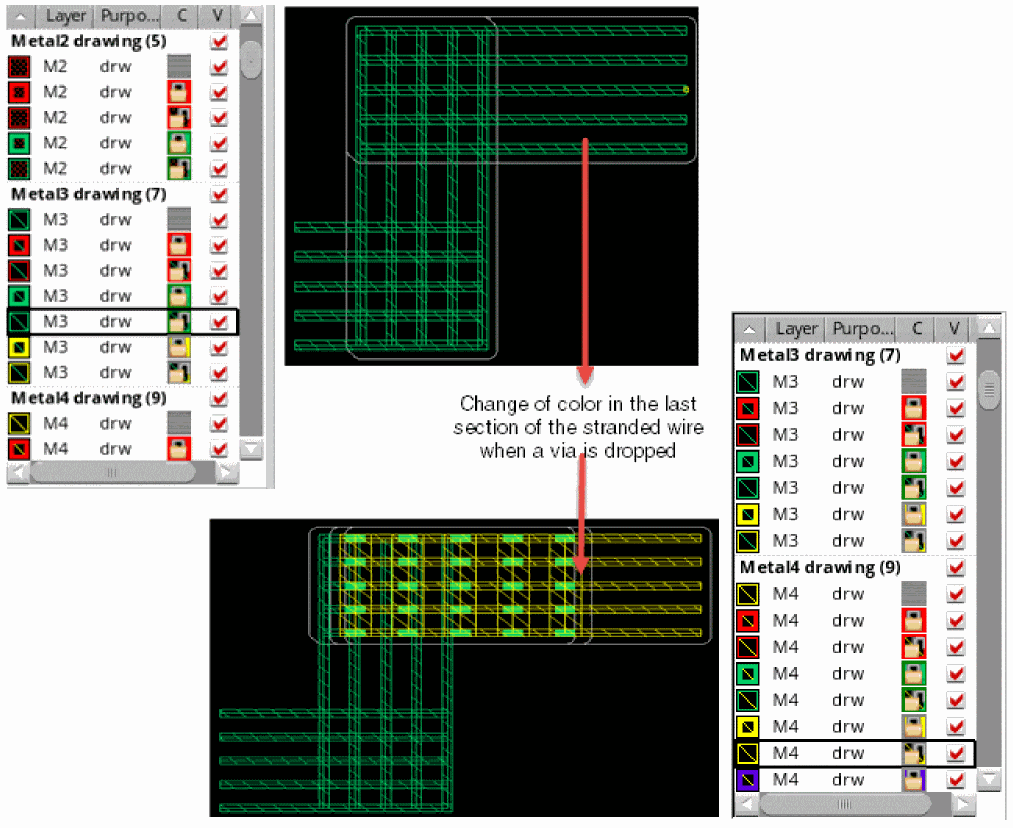 Layer Purpo... C V
Metal2 drawing (5)
M2 drw
M2 drw
M2 drw
M2 drw
M2 drw
Metal3 drawing (7)
M3 drw
M3 drw
M3 drw
M3 drw
M3 drw
M3 drw
M3 drw
Metal4 drawing (9)
M4 drw
M4 drw
Change of color in the last
section of the stranded wire
when a via is dropped
Layer Purpo... C V
Metal3 drawing (7)
M3 drw
M3 drw
M3 drw
M3 drw
M3 drw
M3 drw
M3 drw
Metal4 drawing (9)
M4 drw
M4 drw
M4 drw
M4 drw
M4 drw
M4 drw
M4 drw
M4 drw